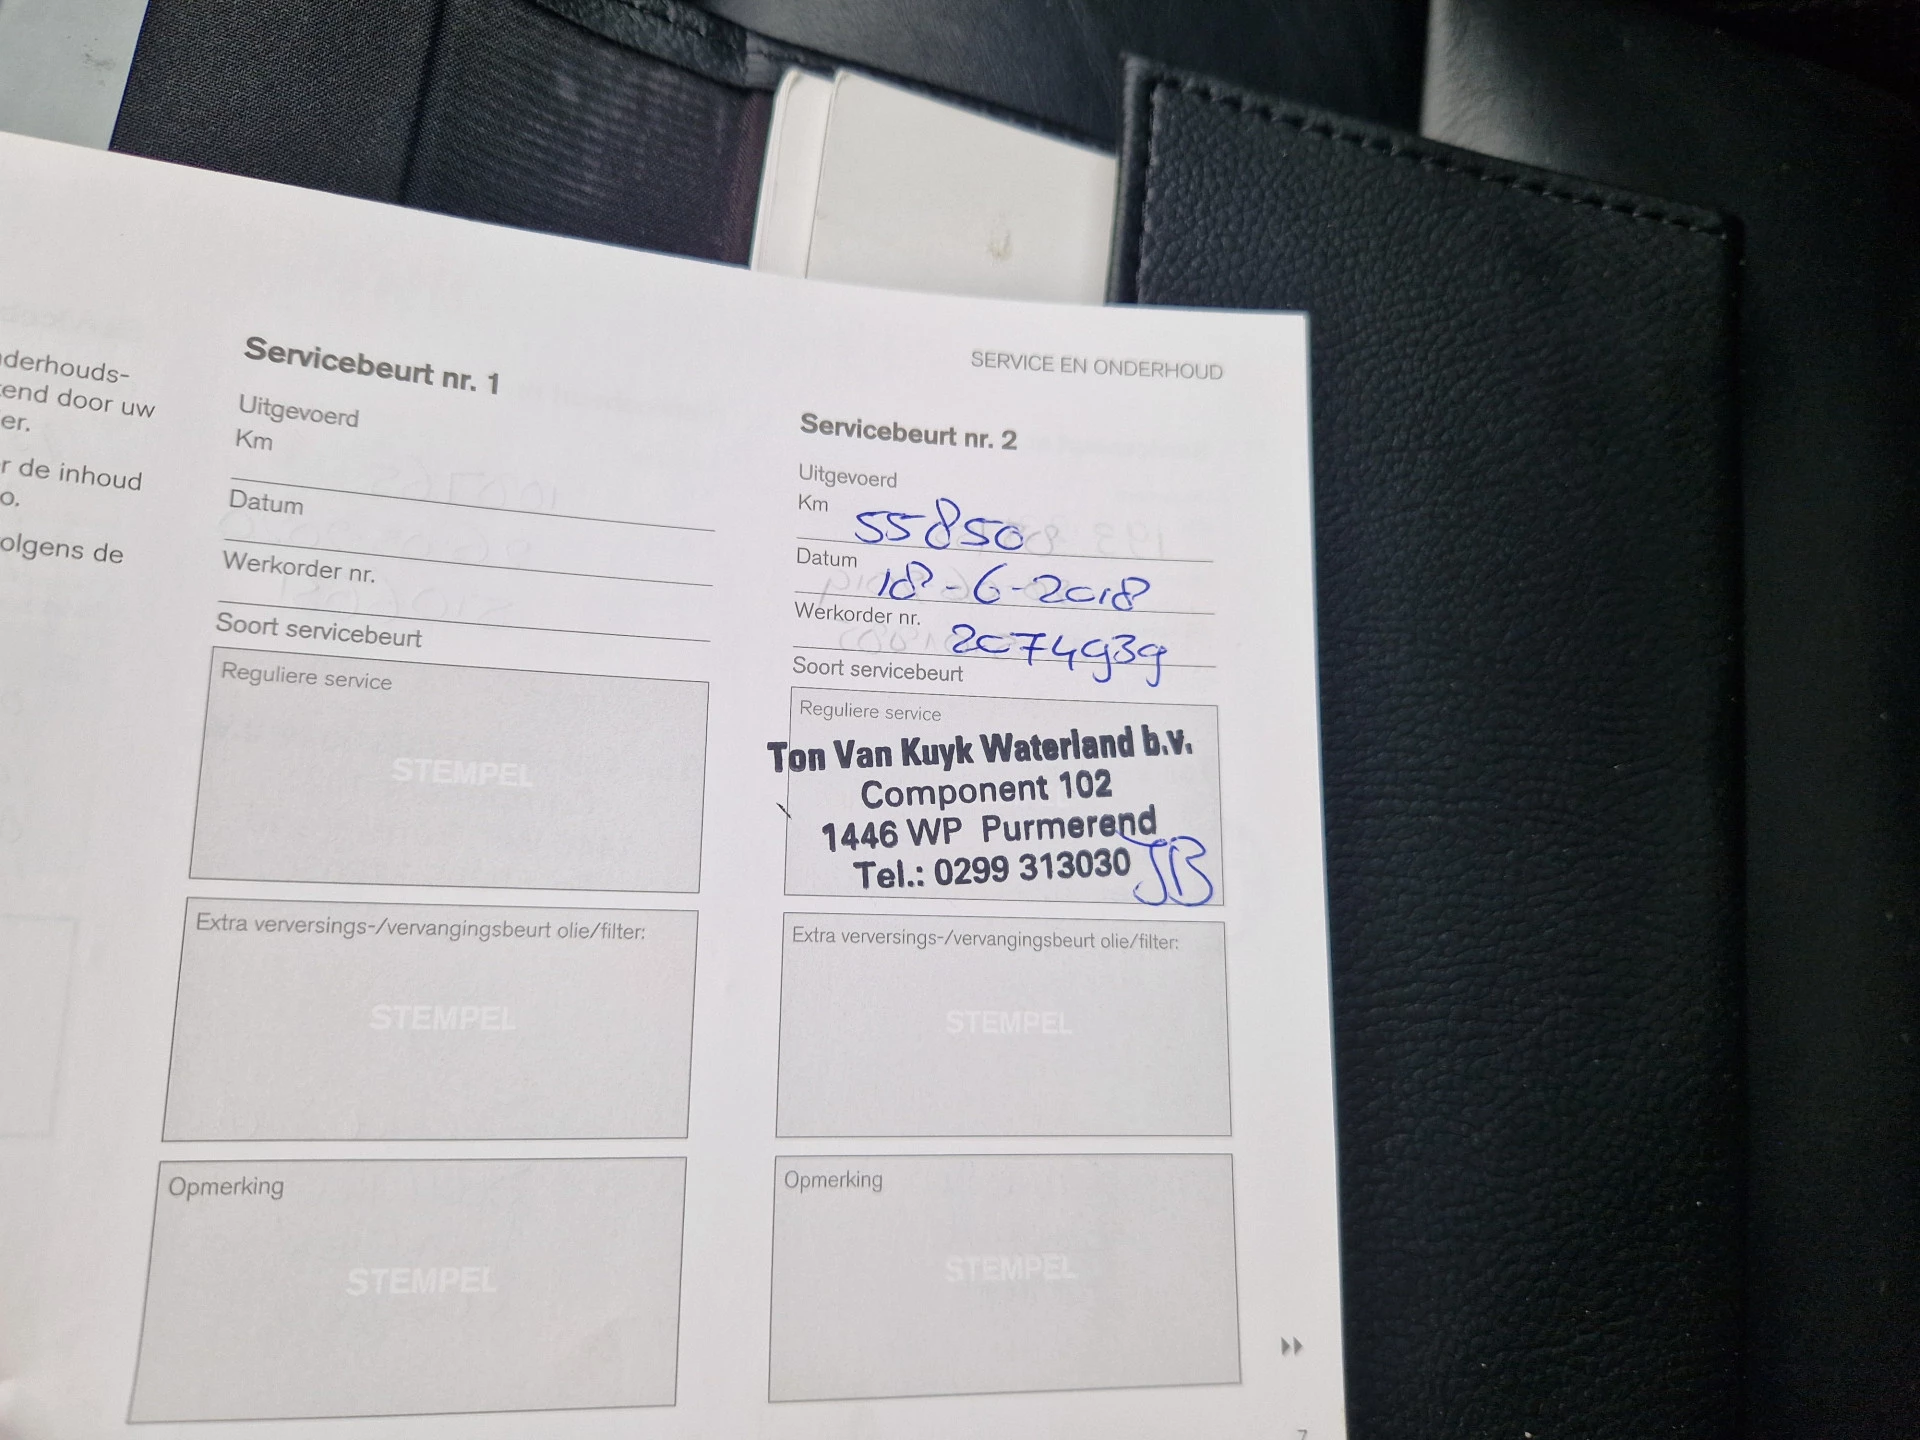 nderhouds-
end door uw
er.
r de inhoud
o.
olgens de
Servicebeurt nr. 1
Uitgevoerd
Km
Datum
Werkorder nr.
Soort servicebeurt
Reguliere service
STEMPEL
Extra verversings-/vervangingsbeurt olie/filter:
STEMPEL
Opmerking
STEMPEL
SERVICE EN ONDERHOUD
Servicebeurt nr. 2
Uitgevoerd
Km 55850
Datum 18-6-2018
Werkorder nr. 2074939
Soort servicebeurt
Reguliere service
Ton Van Kuyk Waterland b.v.
Component 102
1446 WP Purmerend
Tel.: 0299 313030 JB
Extra verversings-/vervangingsbeurt olie/filter:
STEMPEL
Opmerking
STEMPEL
7